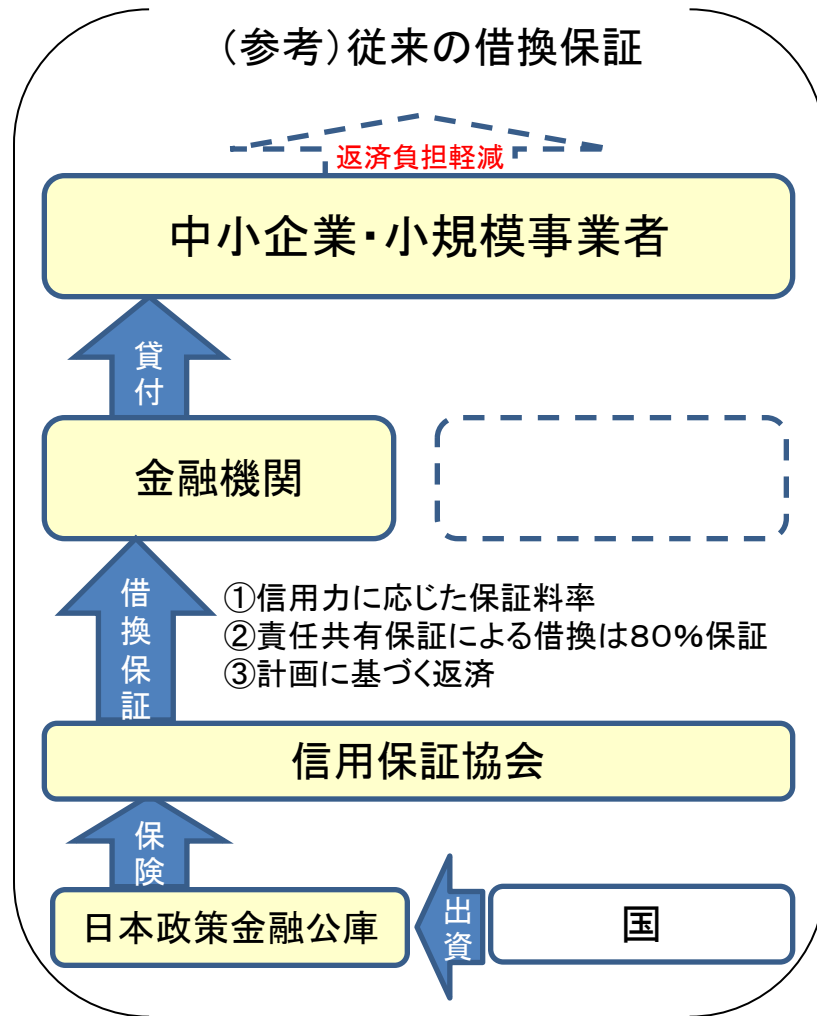 (参考)従来の借換保証
返済負担軽減
中小企業・小規模事業者
貸付
金融機関
借換保証
①信用力に応じた保証料率
②責任共有保証による借換は80%保証
③計画に基づく返済
信用保証協会
保険
日本政策金融公庫
出資
国